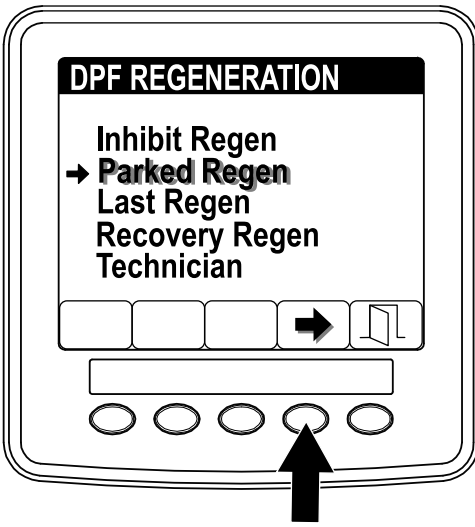 DPF REGENERATION
Inhibit Regen
Parked Regen
Last Regen
Recovery Regen
Technician